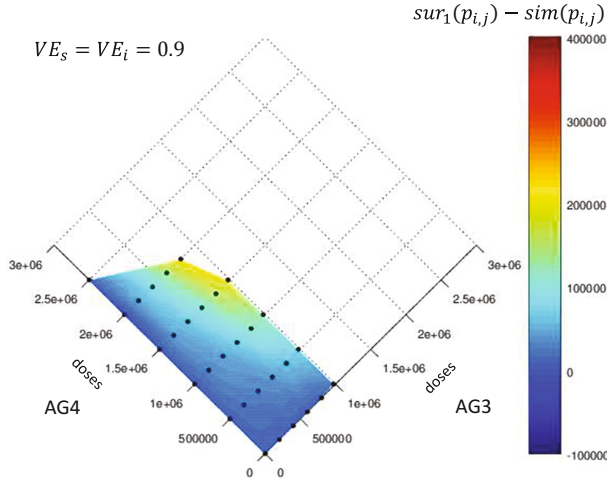 sur₁(pᵢ,ⱼ) − sim(pᵢ,ⱼ)
VEₛ = VEᵢ = 0.9
400000
300000
200000
100000
0
-100000
3e+06
2.5e+06
2e+06
1.5e+06
1e+06
500000
0
doses
AG4
3e+06
2.5e+06
2e+06
1.5e+06
1e+06
500000
0
doses
AG3